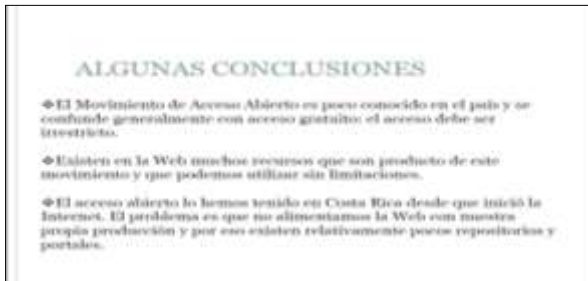 ALGUNAS CONCLUSIONES
❖El Movimiento de Acceso Abierto es poco conocido en el país y se
confunde generalmente con acceso gratuito: el acceso debe ser
irrestricto.
❖Existen en la Web muchos recursos que son producto de este
movimiento y que podemos utilizar sin limitaciones.
❖El acceso abierto lo hemos tenido en Costa Rica desde que inició la
Internet. El problema es que no alimentamos la Web con nuestra
propia producción y por eso existen relativamente pocos repositorios y
portales.